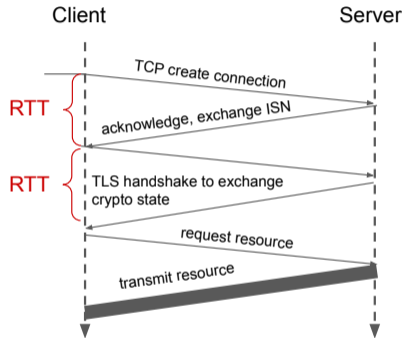 Client
Server
TCP create connection
RTT
acknowledge, exchange ISN
RTT
TLS handshake to exchange
crypto state
request resource
transmit resource